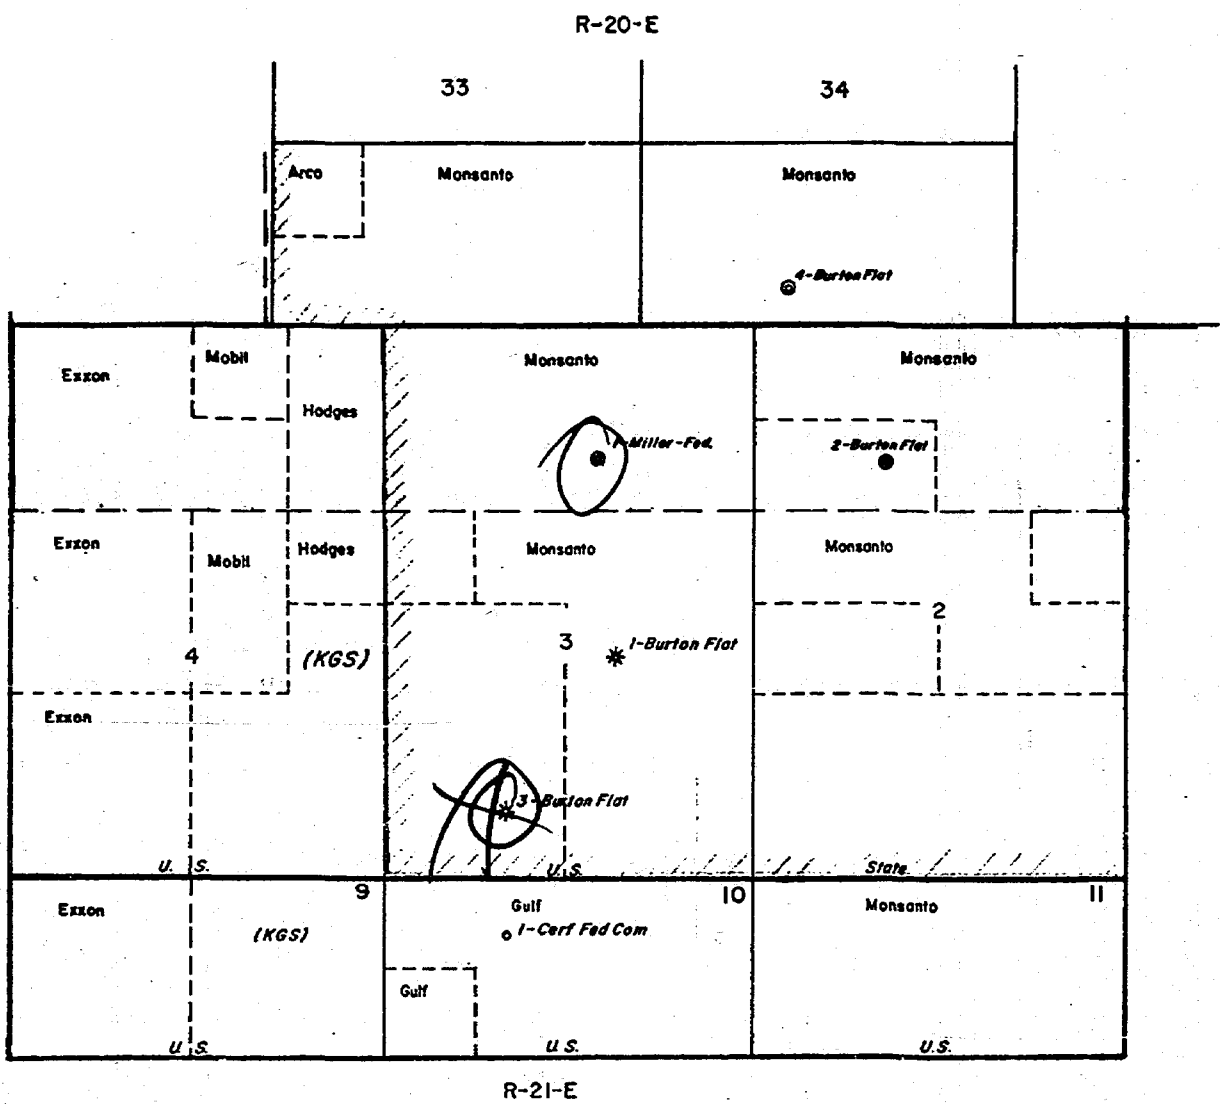 R-20-E
33 34
Arco Monsanto Monsanto
4-Burton Flat
Exxon Mobil Monsanto Monsanto
Hodges
1-Miller-Fed. 2-Burton Flat
Exxon Mobil Hodges Monsanto Monsanto
2
4 (KGS) 3 1-Burton Flat
Exxon
3-Burton Flat
U. S. U.S. State
9 10 11
Exxon (KGS) Gulf Monsanto
1-Cerf Fed Com
Gulf
U.S. U.S. U.S.
R-21-E